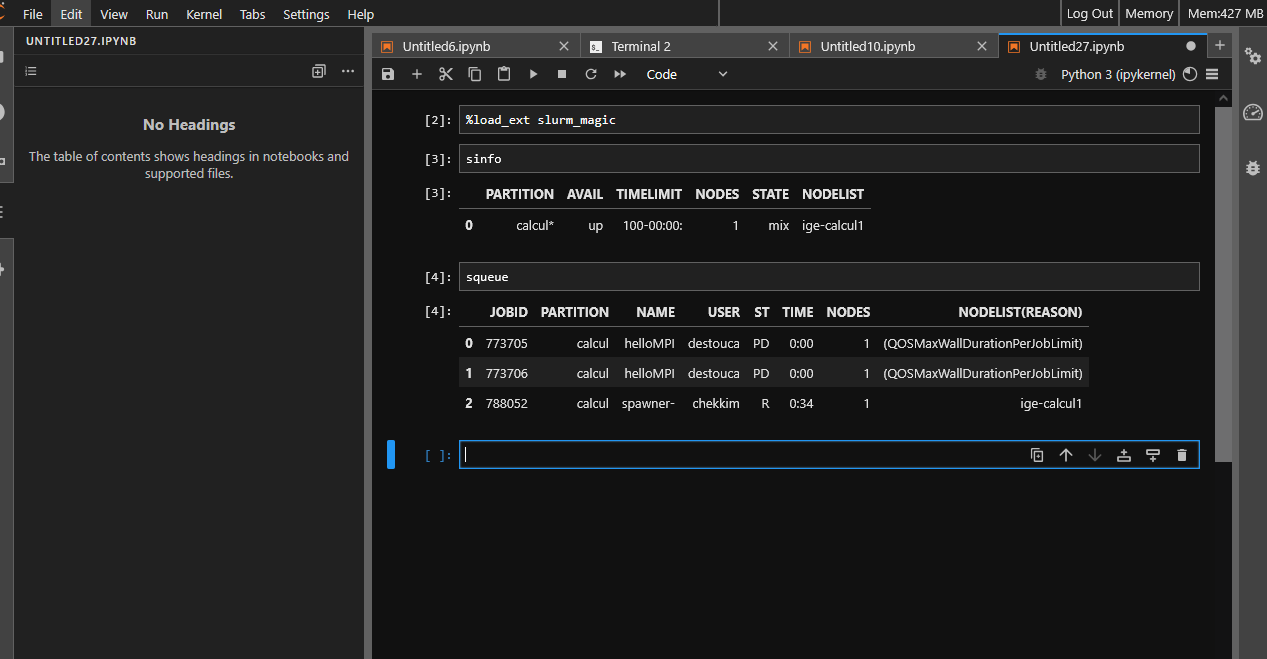 File Edit View Run Kernel Tabs Settings Help Log Out Memory Mem:427 MB
UNTITLED27.IPYNB
No Headings
The table of contents shows headings in notebooks and
supported files.
Untitled6.ipynb Terminal 2 Untitled10.ipynb Untitled27.ipynb
Code Python 3 (ipykernel)
[2]: %load_ext slurm_magic
[3]: sinfo
[3]: PARTITION AVAIL TIMELIMIT NODES STATE NODELIST
0 calcul* up 100-00:00: 1 mix ige-calcul1
[4]: squeue
[4]: JOBID PARTITION NAME USER ST TIME NODES NODELIST(REASON)
0 773705 calcul helloMPI destouca PD 0:00 1 (QOSMaxWallDurationPerJobLimit)
1 773706 calcul helloMPI destouca PD 0:00 1 (QOSMaxWallDurationPerJobLimit)
2 788052 calcul spawner- chekkim R 0:34 1 ige-calcul1
[ ]: